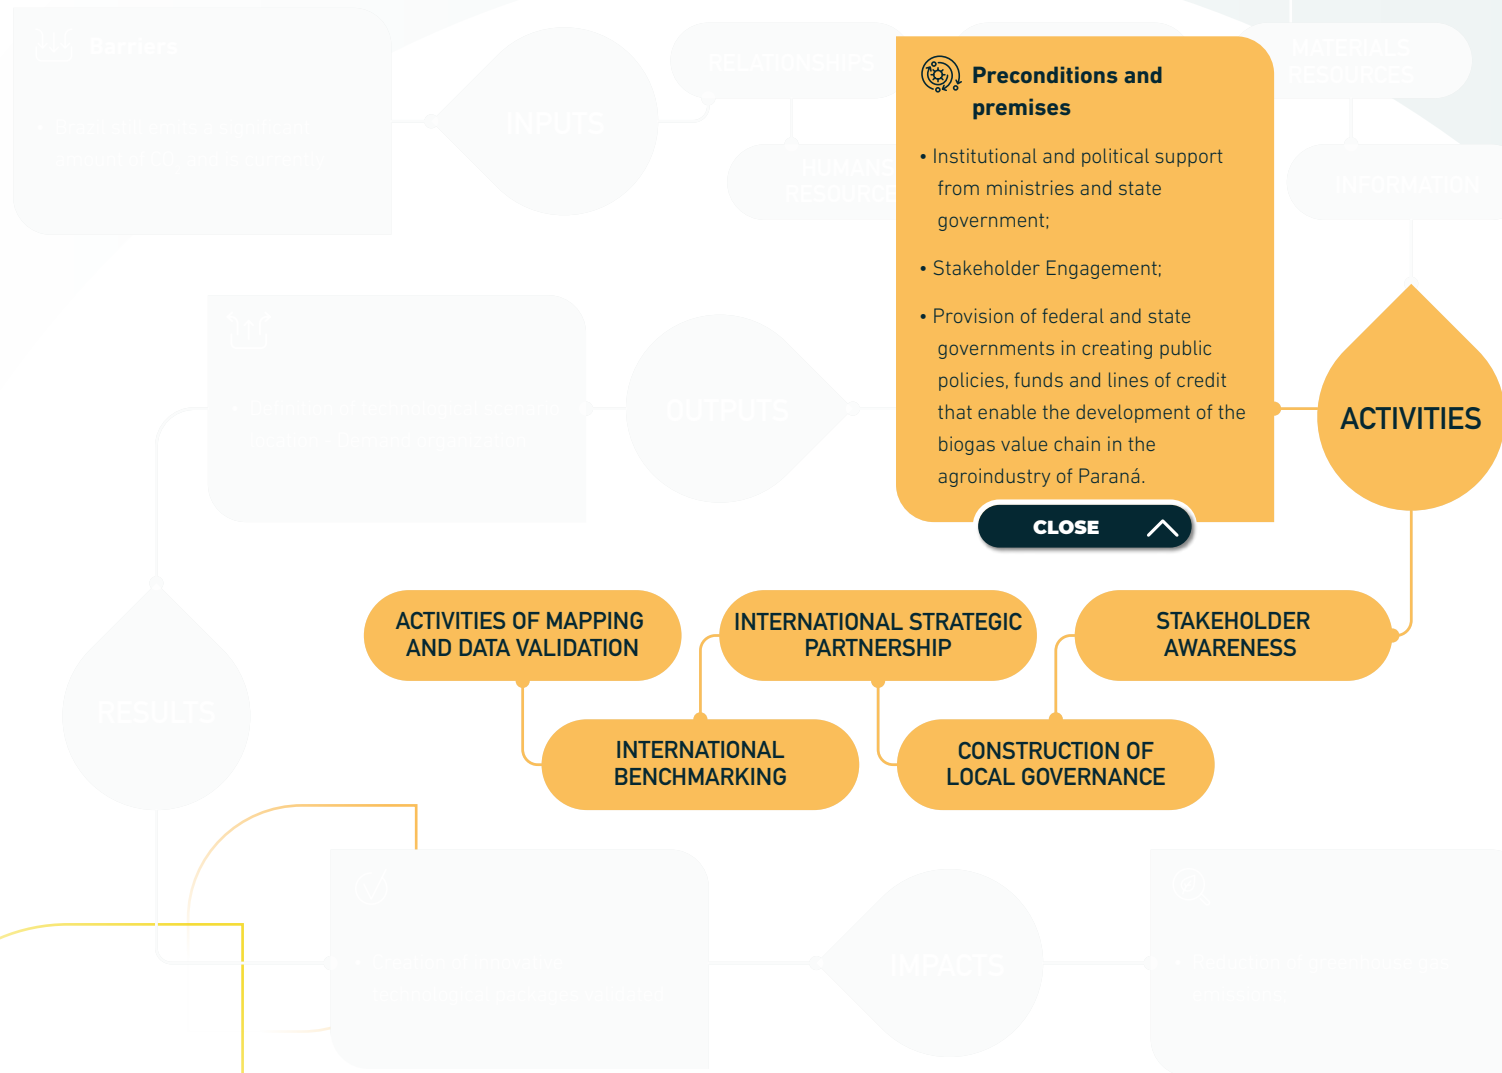 Barriers
INPUTS
RELATIONSHIPS
HUMANS
RESOURCE
MATERIALS
RESOURCES
INFORMATION
Preconditions and
premises
• Institutional and political support
from ministries and state
government;
• Stakeholder Engagement;
• Provision of federal and state
governments in creating public
policies, funds and lines of credit
that enable the development of the
biogas value chain in the
agroindustry of Paraná.
CLOSE
ACTIVITIES
OUTPUTS
ACTIVITIES OF MAPPING
AND DATA VALIDATION
INTERNATIONAL STRATEGIC
PARTNERSHIP
STAKEHOLDER
AWARENESS
INTERNATIONAL
BENCHMARKING
CONSTRUCTION OF
LOCAL GOVERNANCE
RESULTS
IMPACTS